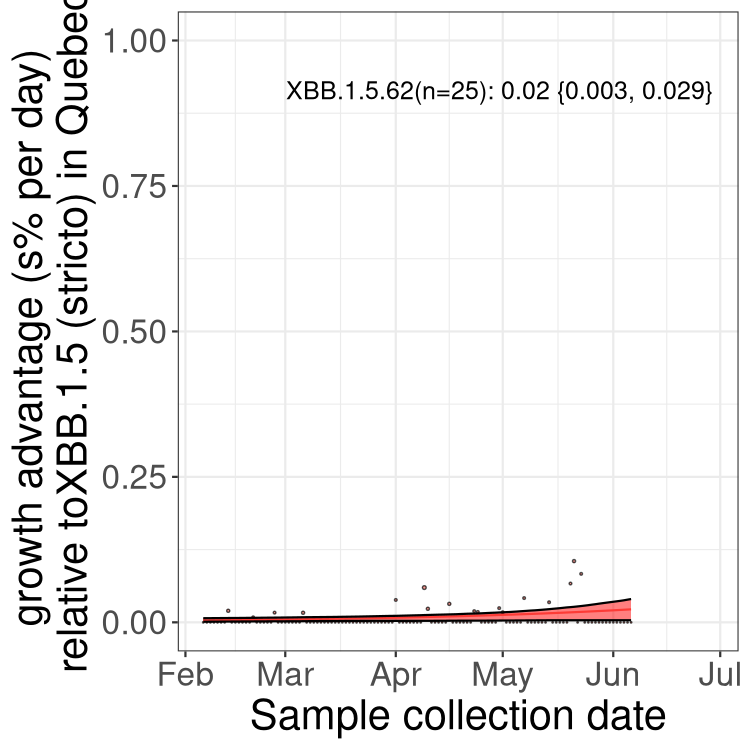 growth advantage (s% per day)
relative toXBB.1.5 (stricto) in Quebec
1.00
0.75
0.50
0.25
0.00
XBB.1.5.62(n=25): 0.02 {0.003, 0.029}
Feb Mar Apr May Jun Jul
Sample collection date